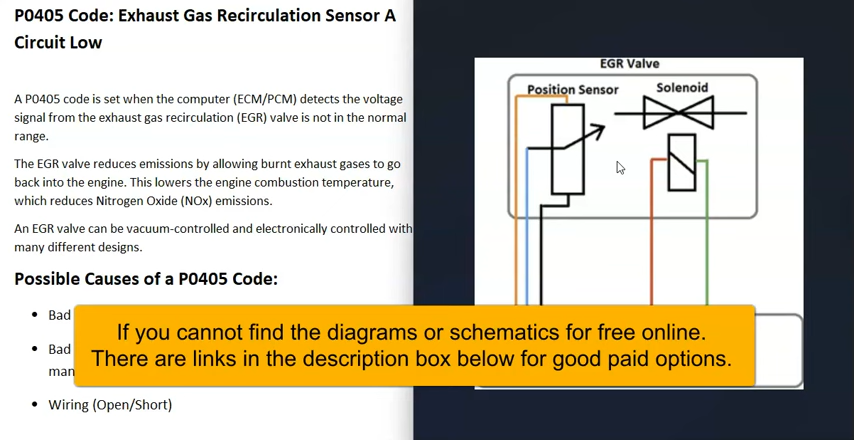 P0405 Code: Exhaust Gas Recirculation Sensor A
Circuit Low
A P0405 code is set when the computer (ECM/PCM) detects the voltage
signal from the exhaust gas recirculation (EGR) valve is not in the normal
range.
The EGR valve reduces emissions by allowing burnt exhaust gases to go
back into the engine. This lowers the engine combustion temperature,
which reduces Nitrogen Oxide (NOx) emissions.
An EGR valve can be vacuum-controlled and electronically controlled with
many different designs.
Possible Causes of a P0405 Code:
• Bad
• Bad
man
• Wiring (Open/Short)
EGR Valve
Position Sensor
Solenoid
If you cannot find the diagrams or schematics for free online.
There are links in the description box below for good paid options.